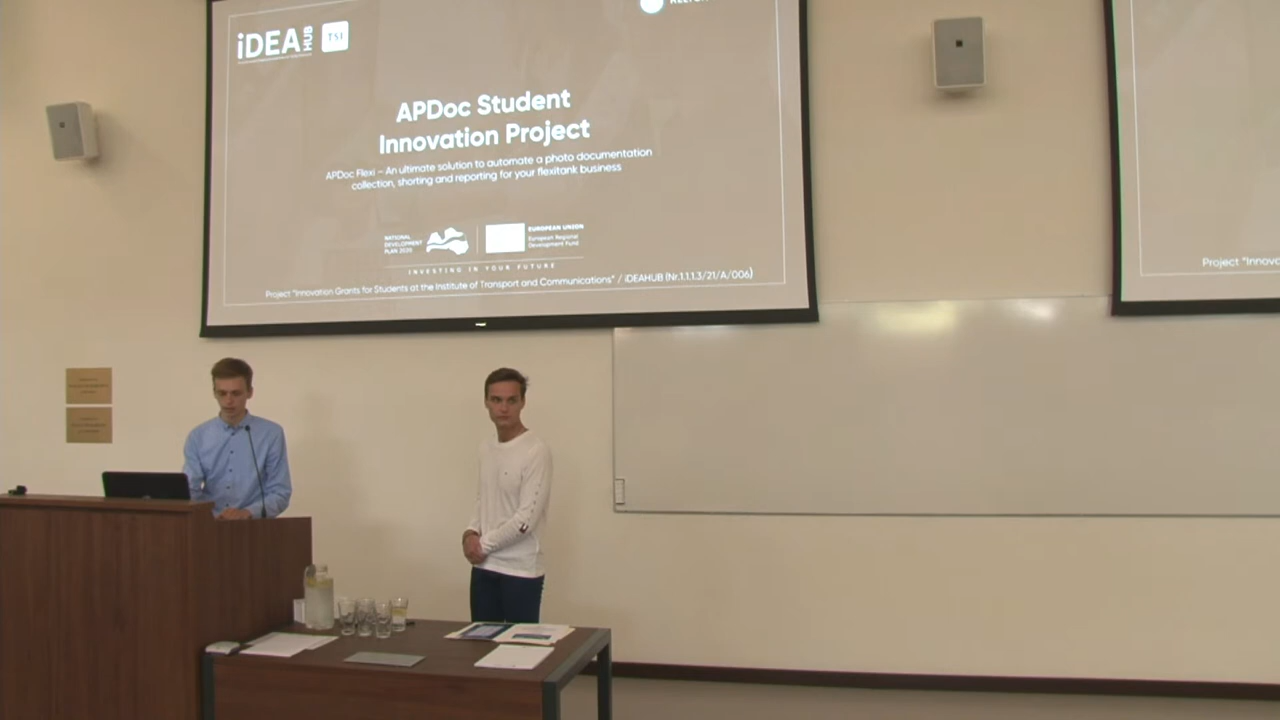 iDEA HUB TSI
APDoc Student
Innovation Project
APDoc Flexi – An ultimate solution to automate a photo documentation
collection, shorting and reporting for your flexitank business
NATIONAL
DEVELOPMENT
PLAN 2020
EUROPEAN UNION
European Regional
Development Fund
INVESTING IN YOUR FUTURE
Project "Innovation Grants for Students at the Institute of Transport and Communications" / iDEAHUB (Nr.1.1.1.3/21/A/006)
Project "Innova